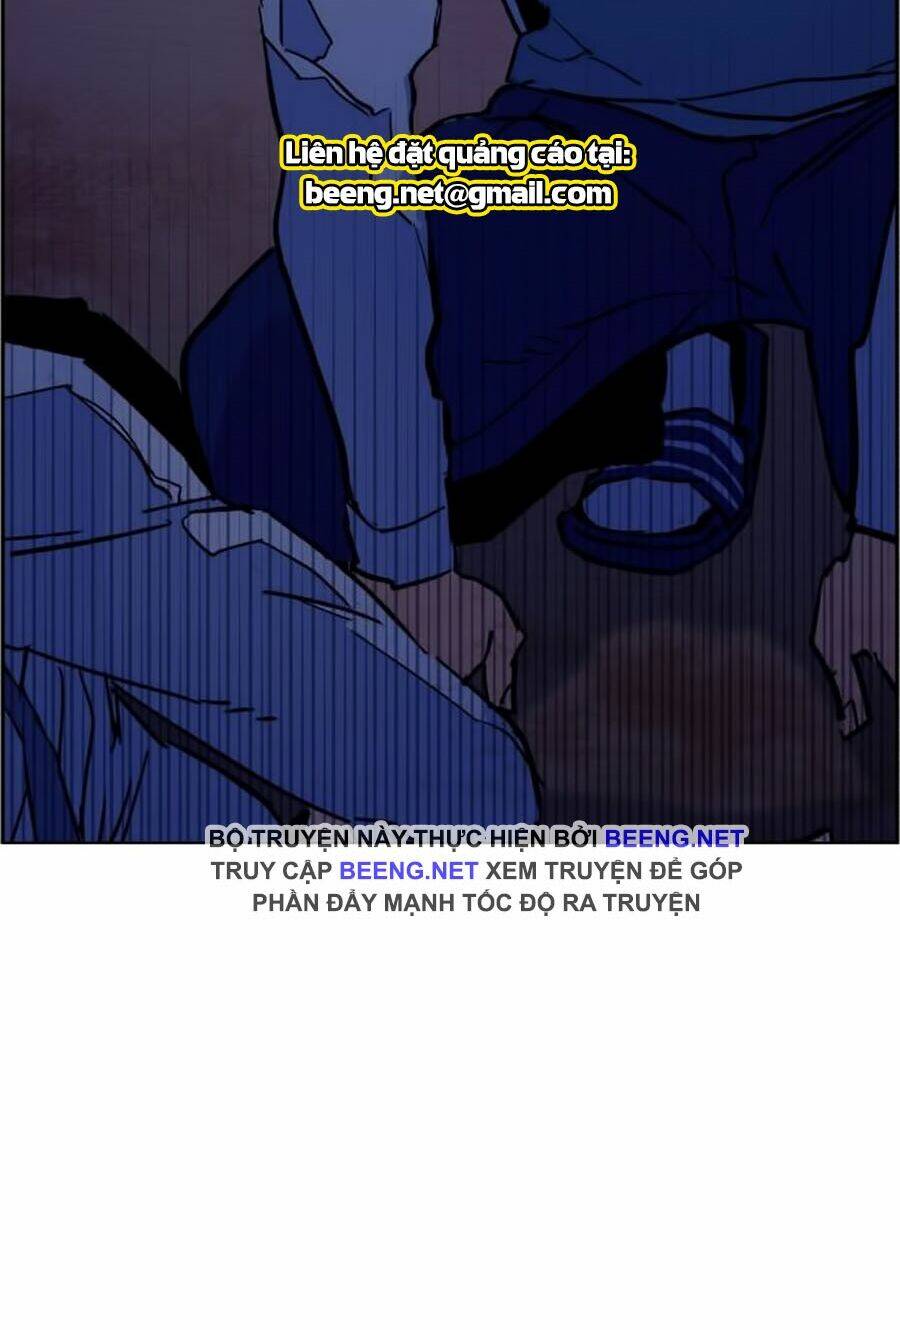 Liên hệ đặt quảng cáo tại:
beeng.net@gmail.com
BỘ TRUYỆN NÀY THỰC HIỆN BỞI BEENG.NET
TRUY CẬP BEENG.NET XEM TRUYỆN ĐỂ GÓP
PHẦN ĐẨY MẠNH TỐC ĐỘ RA TRUYỆN